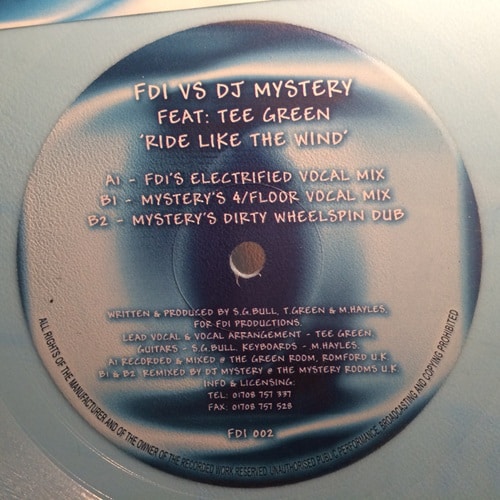 FDI VS DJ MYSTERY
FEAT: TEE GREEN
'RIDE LIKE THE WIND'
A1 - FDI'S ELECTRIFIED VOCAL MIX
B1 - MYSTERY'S 4/FLOOR VOCAL MIX
B2 - MYSTERY'S DIRTY WHEELSPIN DUB
WRITTEN & PRODUCED BY S.G.BULL, T.GREEN & M.HAYLES,
FOR FDI PRODUCTIONS.
LEAD VOCAL & VOCAL ARRANGEMENT - TEE GREEN
GUITARS - S.G.BULL. KEYBOARDS - M.HAYLES.
A1 RECORDED & MIXED @ THE GREEN ROOM, ROMFORD U.K.
B1 & B2 REMIXED BY DJ MYSTERY @ THE MYSTERY ROOMS U.K.
INFO & LICENSING:
TEL: 01708 757 337
FAX: 01708 757 528
FDI 002
ALL RIGHTS OF THE MANUFACTURER AND OF THE OWNER OF THE RECORDED WORK RESERVED. UNAUTHORISED PUBLIC PERFORMANCE, BROADCASTING AND COPYING PROHIBITED